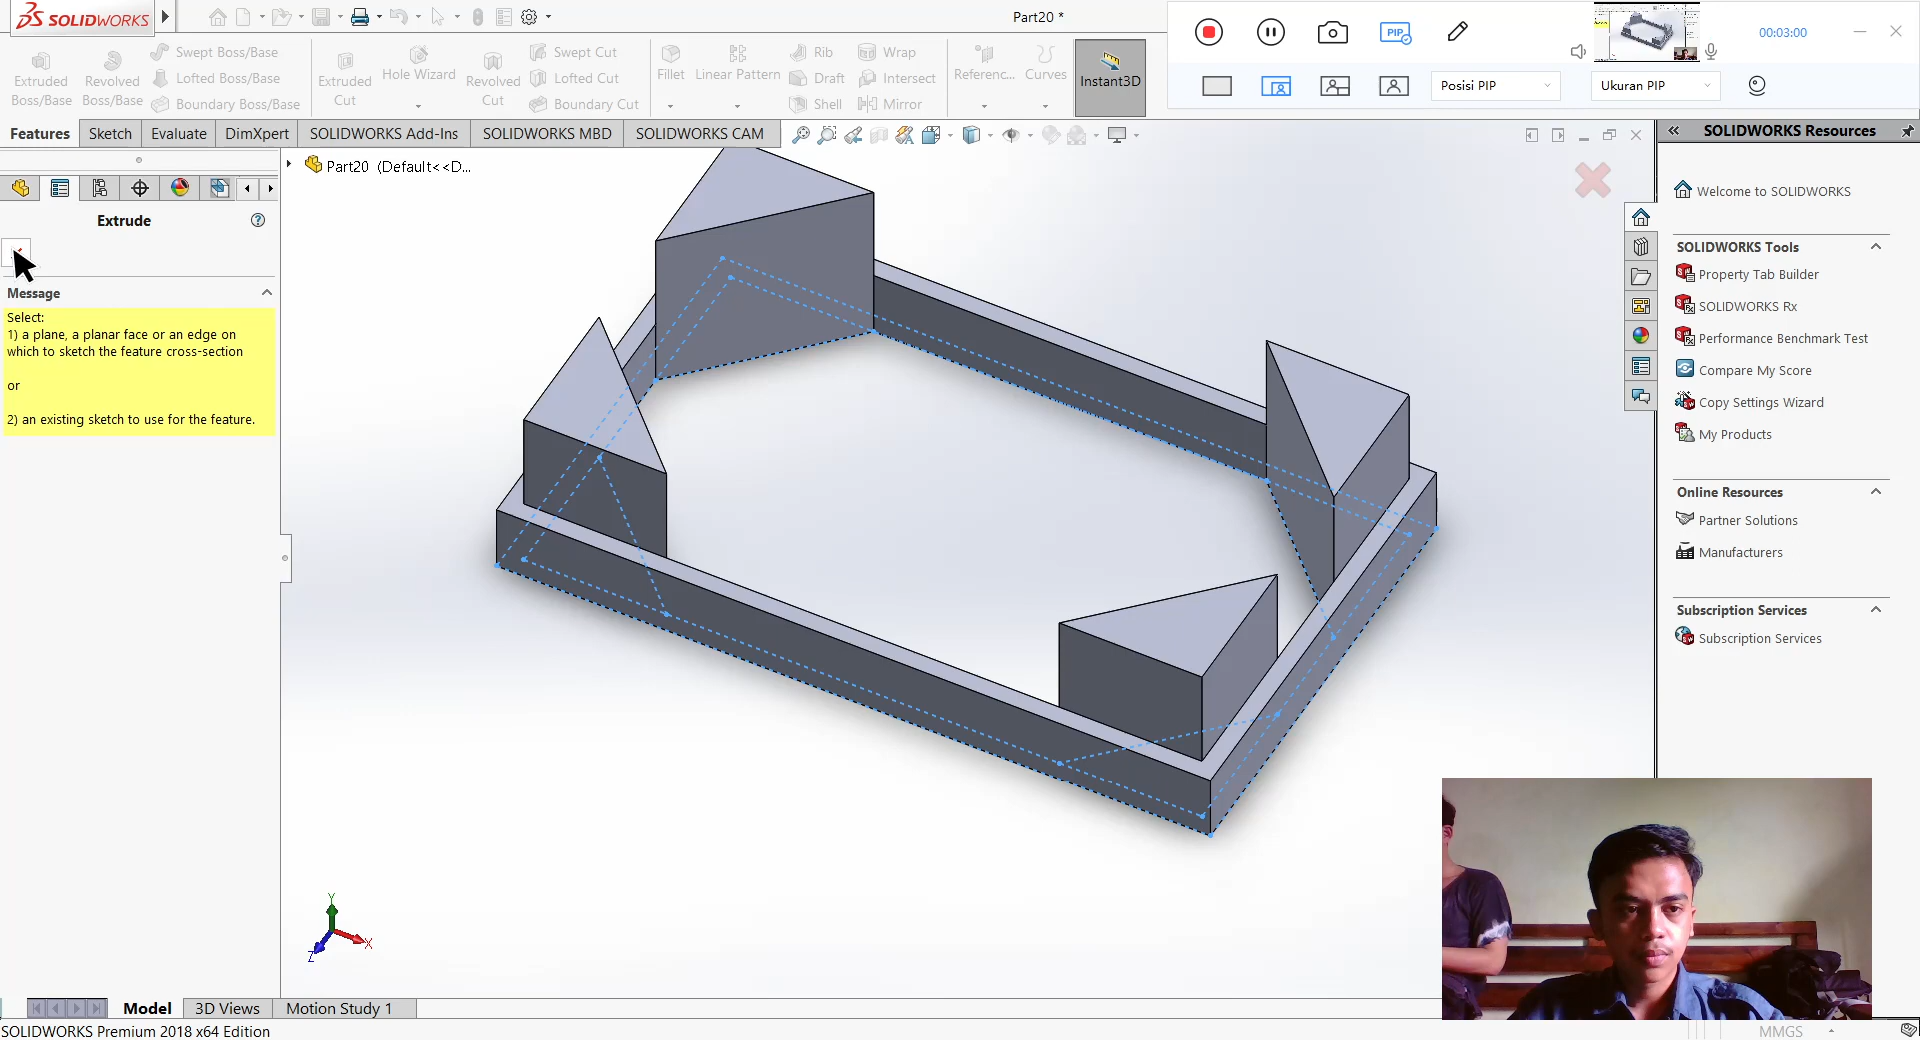 SOLIDWORKS
Part20 *
00:03:00
Posisi PIP
Ukuran PIP
Extruded Boss/Base
Revolved Boss/Base
Swept Boss/Base
Lofted Boss/Base
Boundary Boss/Base
Extruded Cut
Hole Wizard
Revolved Cut
Swept Cut
Lofted Cut
Boundary Cut
Fillet
Linear Pattern
Rib
Draft
Shell
Wrap
Intersect
Mirror
Referenc...
Curves
Instant3D
Features
Sketch
Evaluate
DimXpert
SOLIDWORKS Add-Ins
SOLIDWORKS MBD
SOLIDWORKS CAM
Part20 (Default<<D...
Extrude
Message
Select:
1) a plane, a planar face or an edge on
which to sketch the feature cross-section
or
2) an existing sketch to use for the feature.
Y
X
Z
SOLIDWORKS Resources
Welcome to SOLIDWORKS
SOLIDWORKS Tools
Property Tab Builder
SOLIDWORKS Rx
Performance Benchmark Test
Compare My Score
Copy Settings Wizard
My Products
Online Resources
Partner Solutions
Manufacturers
Subscription Services
Subscription Services
Model
3D Views
Motion Study 1
SOLIDWORKS Premium 2018 x64 Edition
MMGS